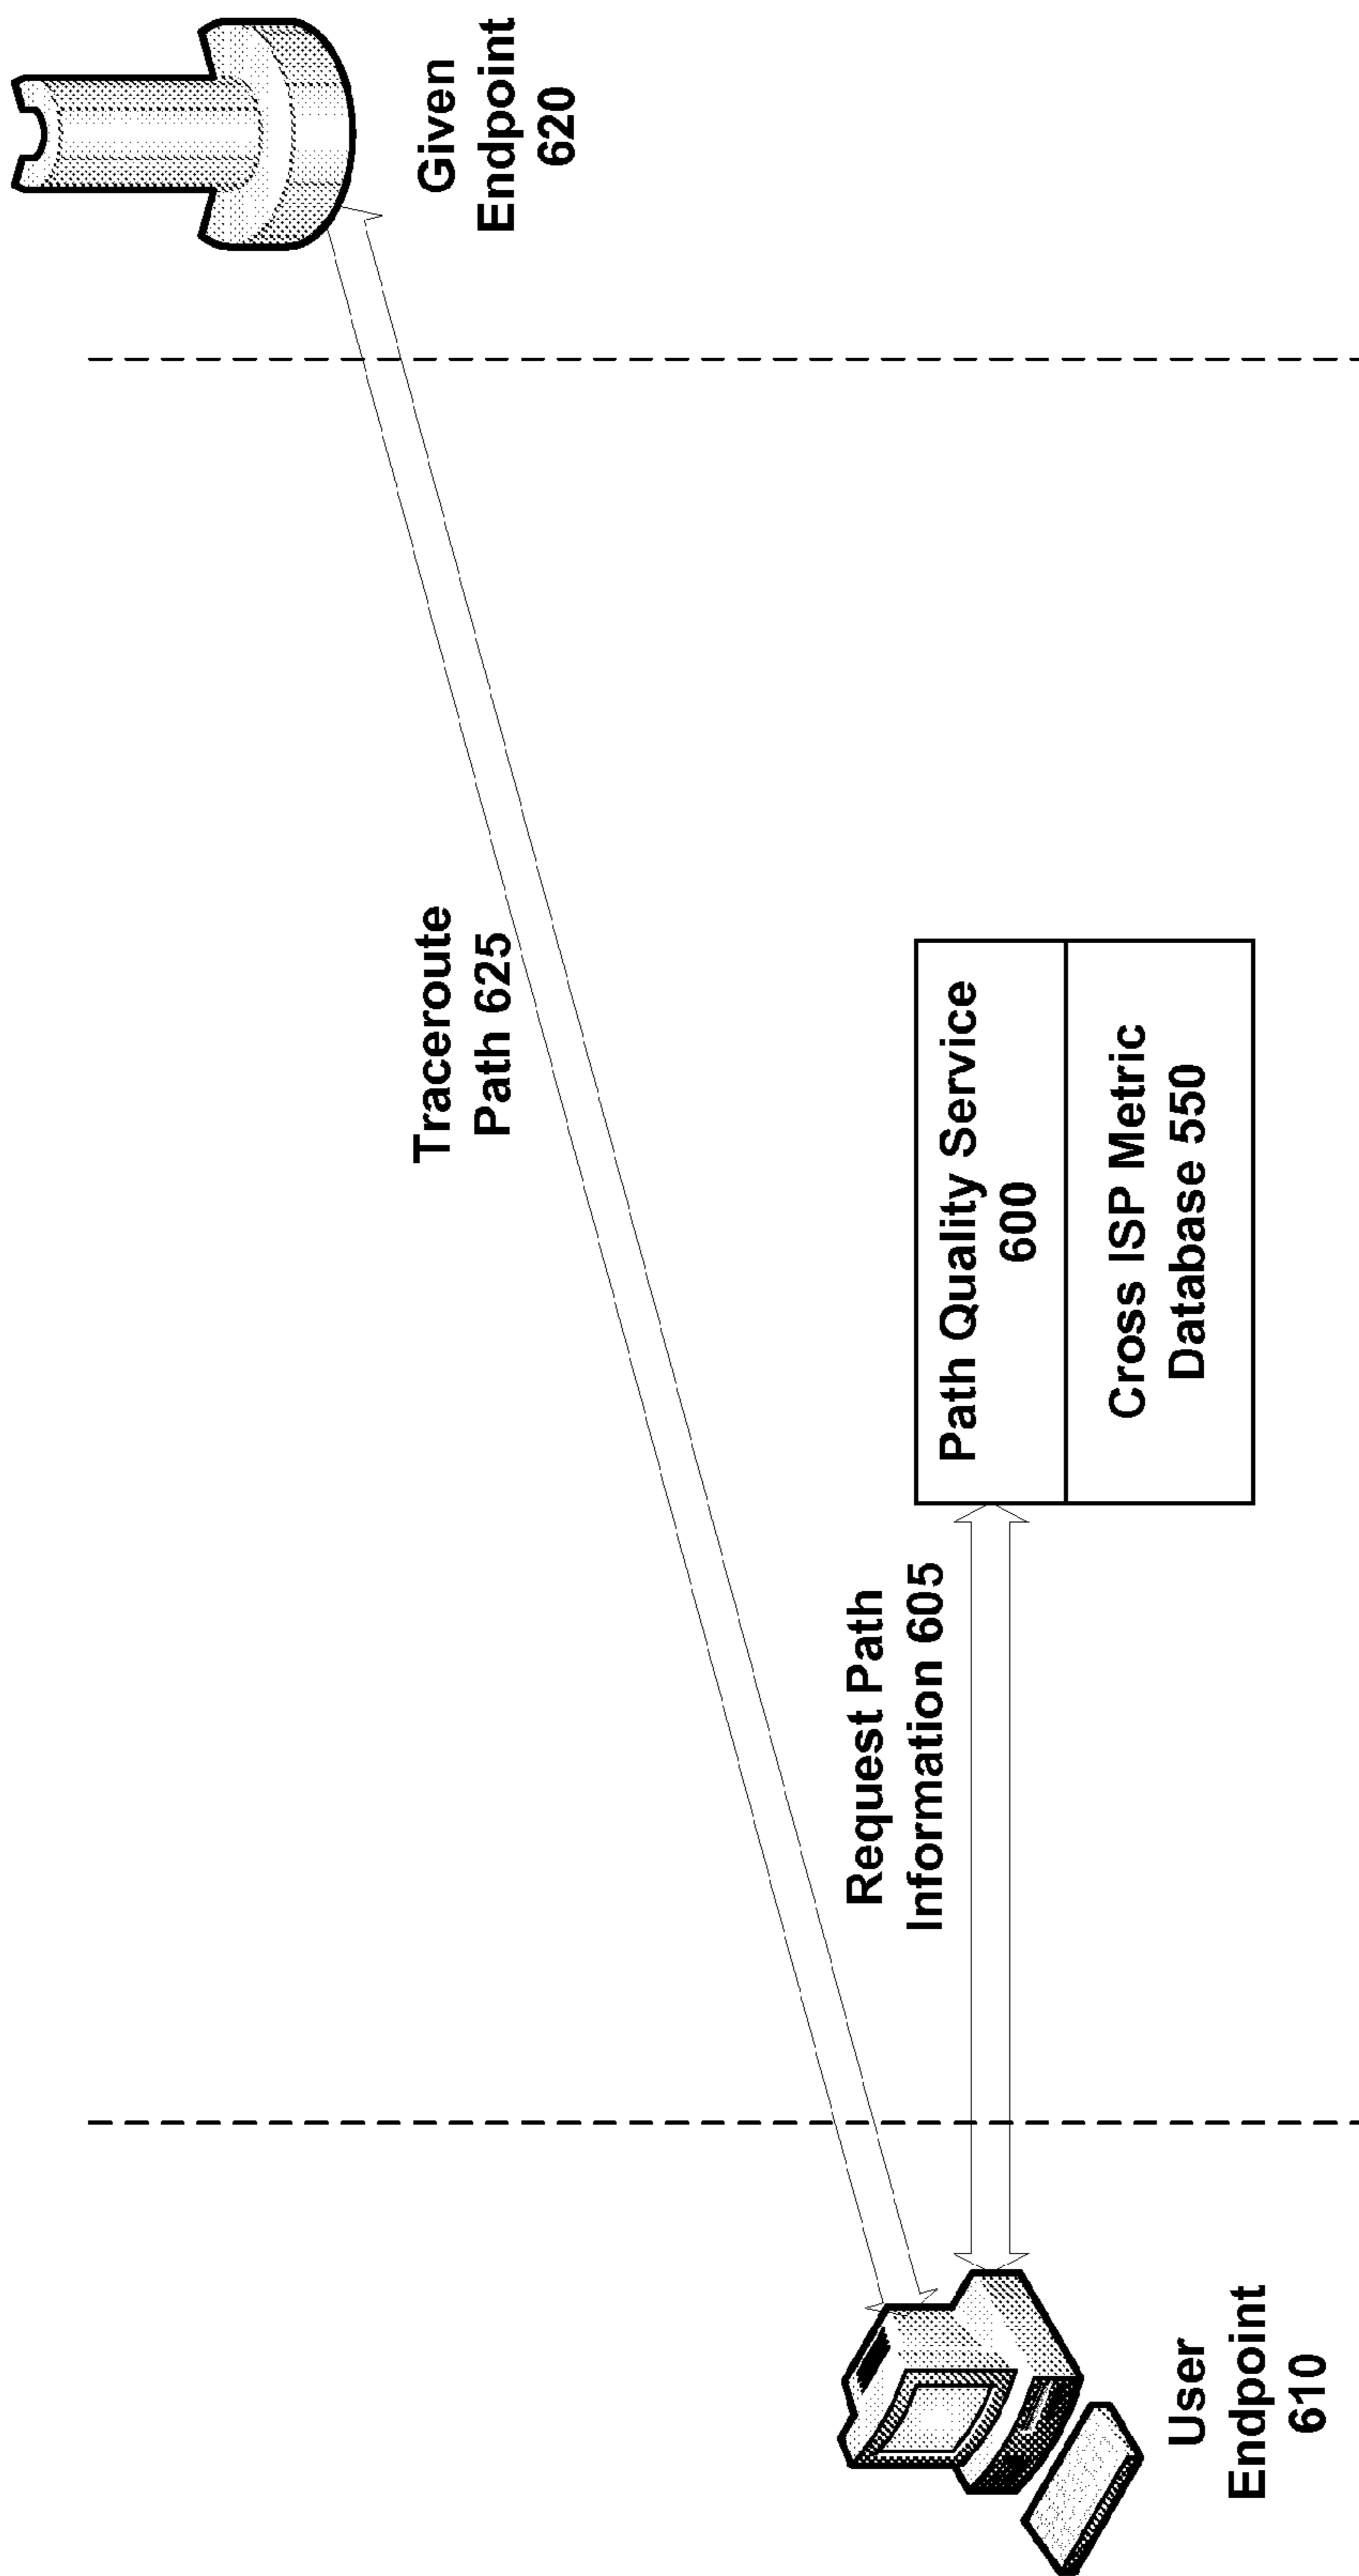 Given
Endpoint
620
Traceroute
Path 625
Path Quality Service
600
Cross ISP Metric
Database 550
Request Path
Information 605
User
Endpoint
610